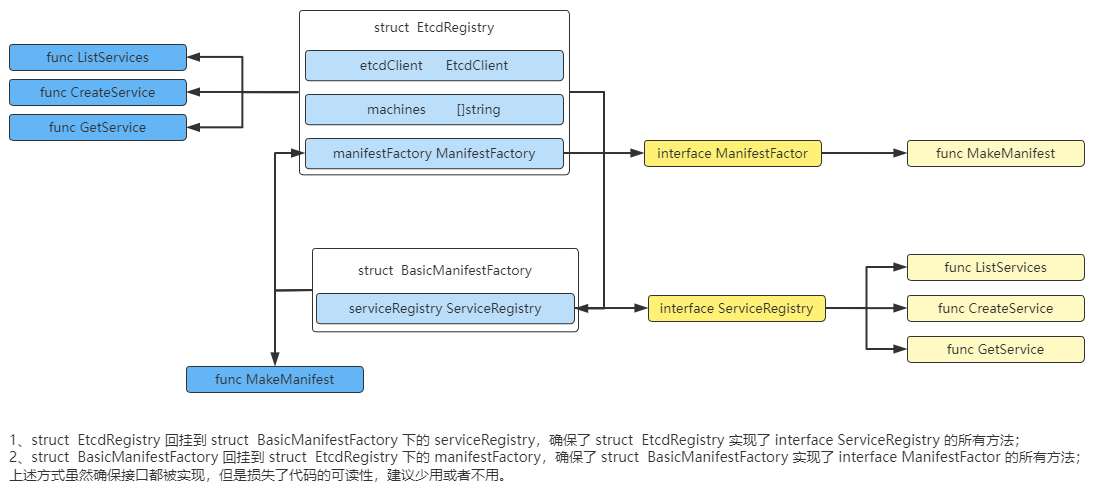 struct  EtcdRegistry
etcdClient      EtcdClient
machines        []string
manifestFactory ManifestFactory
func ListServices
func CreateService
func GetService
interface ManifestFactor
func MakeManifest
struct  BasicManifestFactory
serviceRegistry ServiceRegistry
interface ServiceRegistry
func ListServices
func CreateService
func GetService
func MakeManifest
1、struct  EtcdRegistry 回挂到 struct  BasicManifestFactory 下的 serviceRegistry，确保了 struct  EtcdRegistry 实现了 interface ServiceRegistry 的所有方法；
2、struct  BasicManifestFactory 回挂到 struct  EtcdRegistry 下的 manifestFactory，确保了 struct  BasicManifestFactory 实现了 interface ManifestFactor 的所有方法；
上述方式虽然确保接口都被实现，但是损失了代码的可读性，建议少用或者不用。